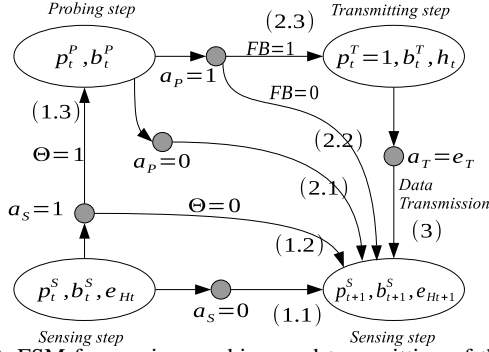 Probing step
(2.3)
Transmitting step
p_t^P, b_t^P
a_P=1
FB=1
p_t^T=1, b_t^T, h_t
FB=0
(1.3)
Θ=1
a_P=0
(2.2)
a_T=e_T
(2.1)
Data
Transmission
a_S=1
Θ=0
(1.2)
(3)
p_t^S, b_t^S, e_{Ht}
a_S=0
(1.1)
p_{t+1}^S, b_{t+1}^S, e_{Ht+1}
Sensing step
Sensing step